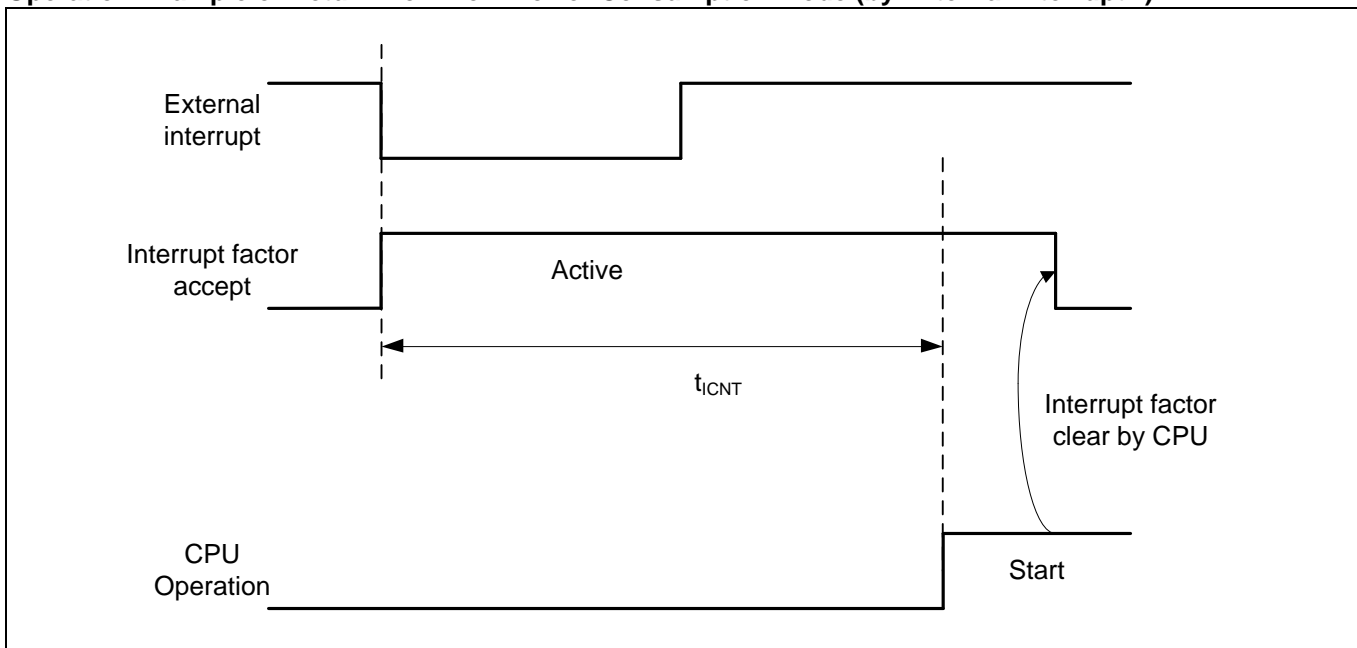 External
interrupt
Interrupt factor
accept
Active
tICNT
Interrupt factor
clear by CPU
CPU
Operation
Start